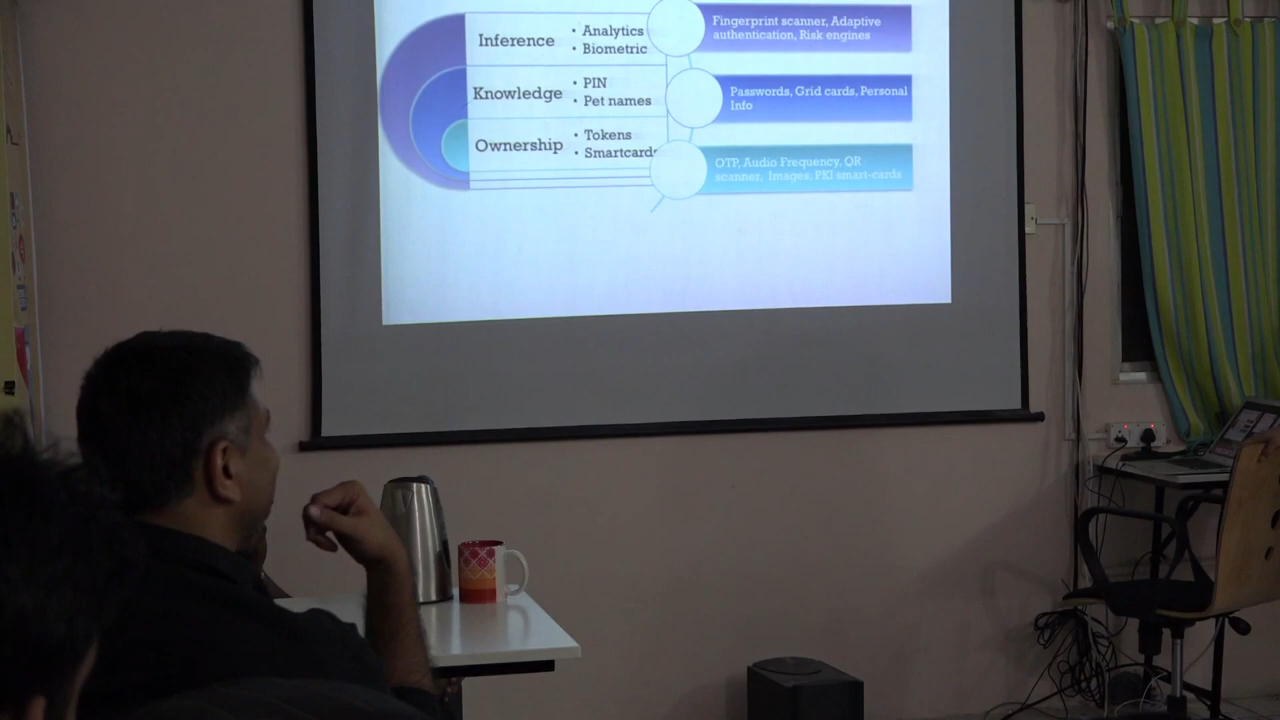 Inference
• Analytics
• Biometric
Fingerprint scanner, Adaptive
authentication, Risk engines
Knowledge
• PIN
• Pet names
Passwords, Grid cards, Personal
Info
Ownership
• Tokens
• Smartcards
OTP, Audio Frequency, QR
scanner, Images, PKI smart-cards